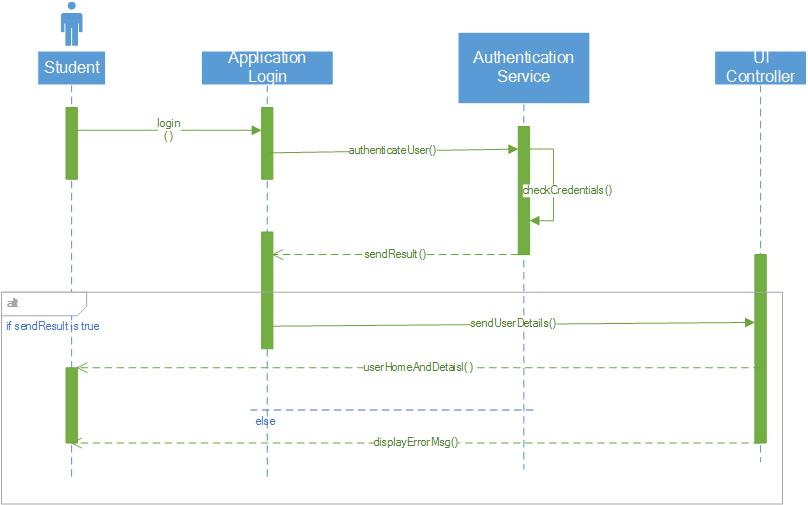 Student
Application
Login
Authentication
Service
UI
Controller
login
()
authenticateUser()
checkCredentials()
sendResult()
alt
if sendResult is true
sendUserDetails()
userHomeAndDetaisl()
else
displayErrorMsg()